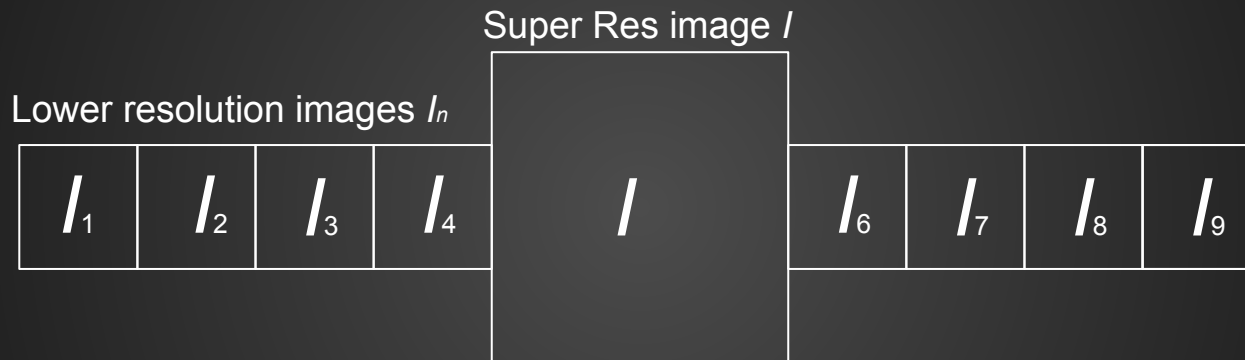 Super Res image I
Lower resolution images Iₙ
I₁ I₂ I₃ I₄ I I₆ I₇ I₈ I₉